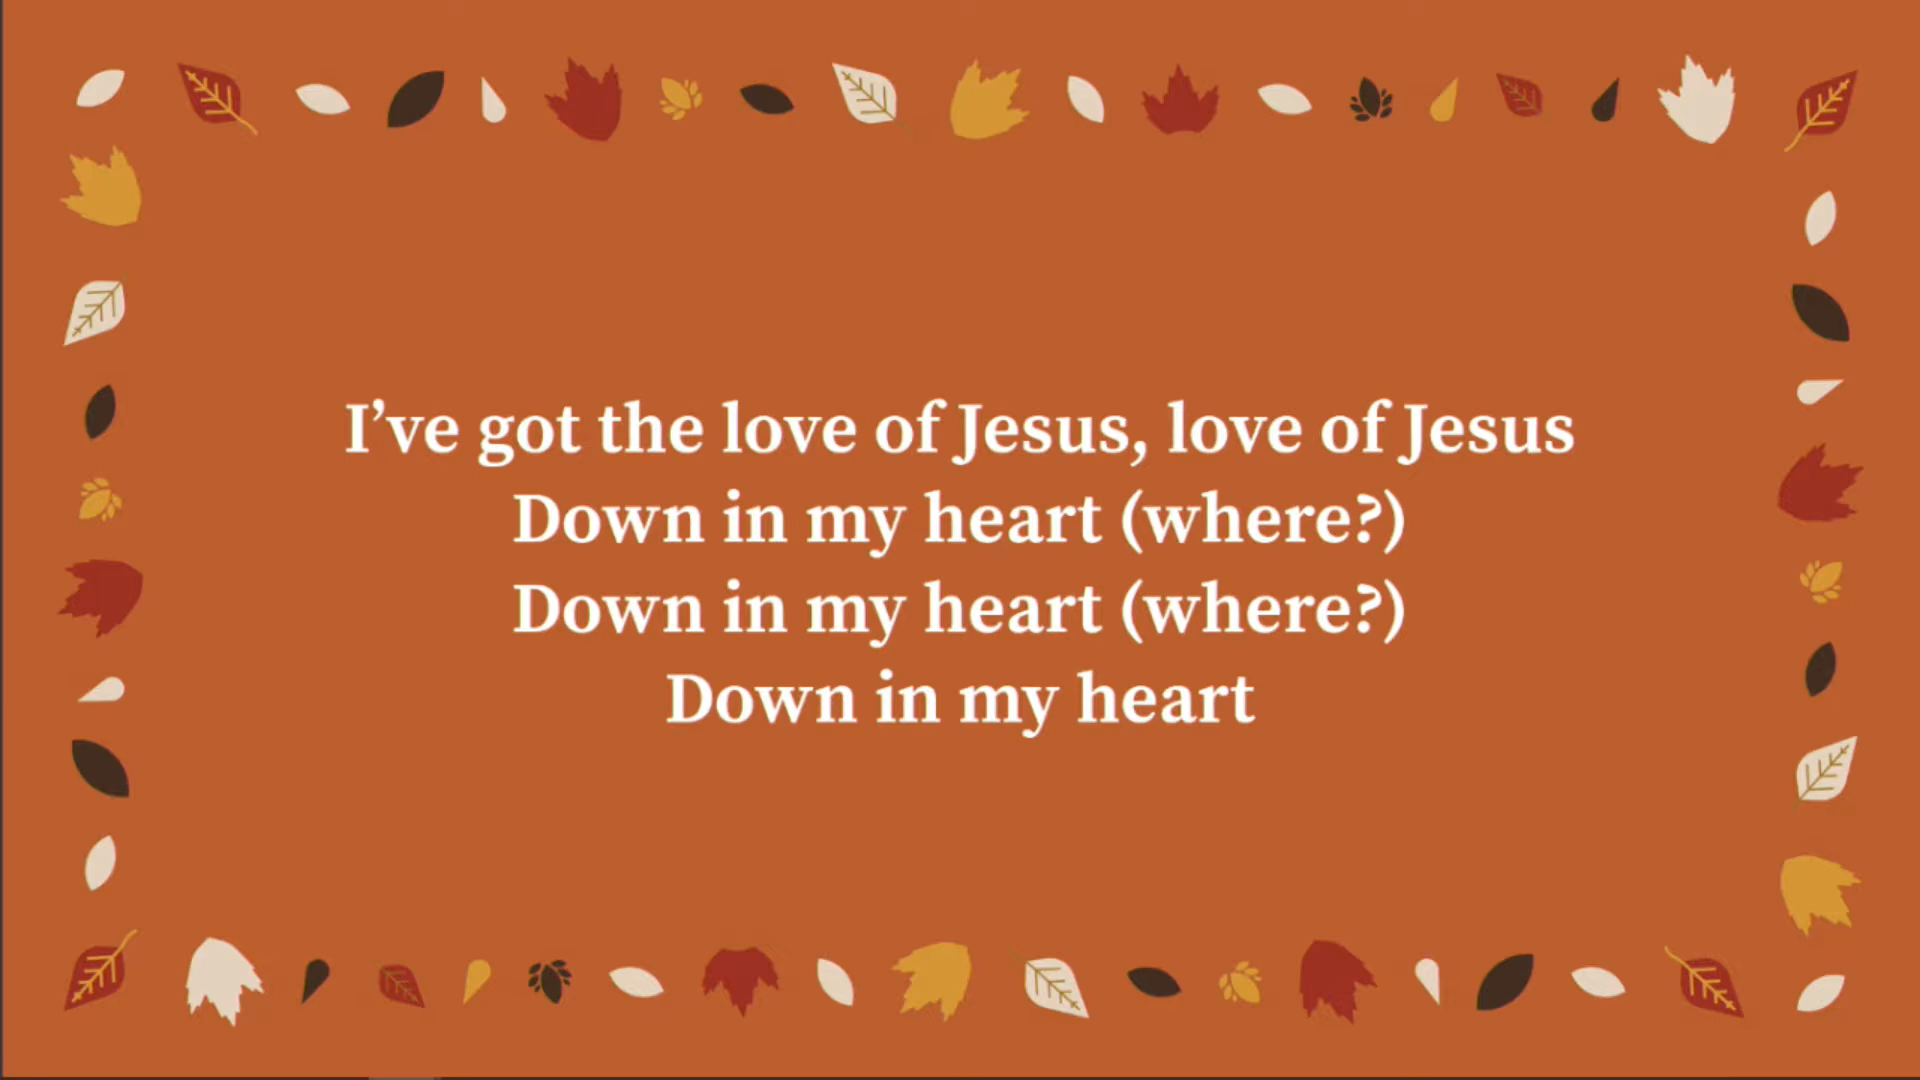 I’ve got the love of Jesus, love of Jesus
Down in my heart (where?)
Down in my heart (where?)
Down in my heart